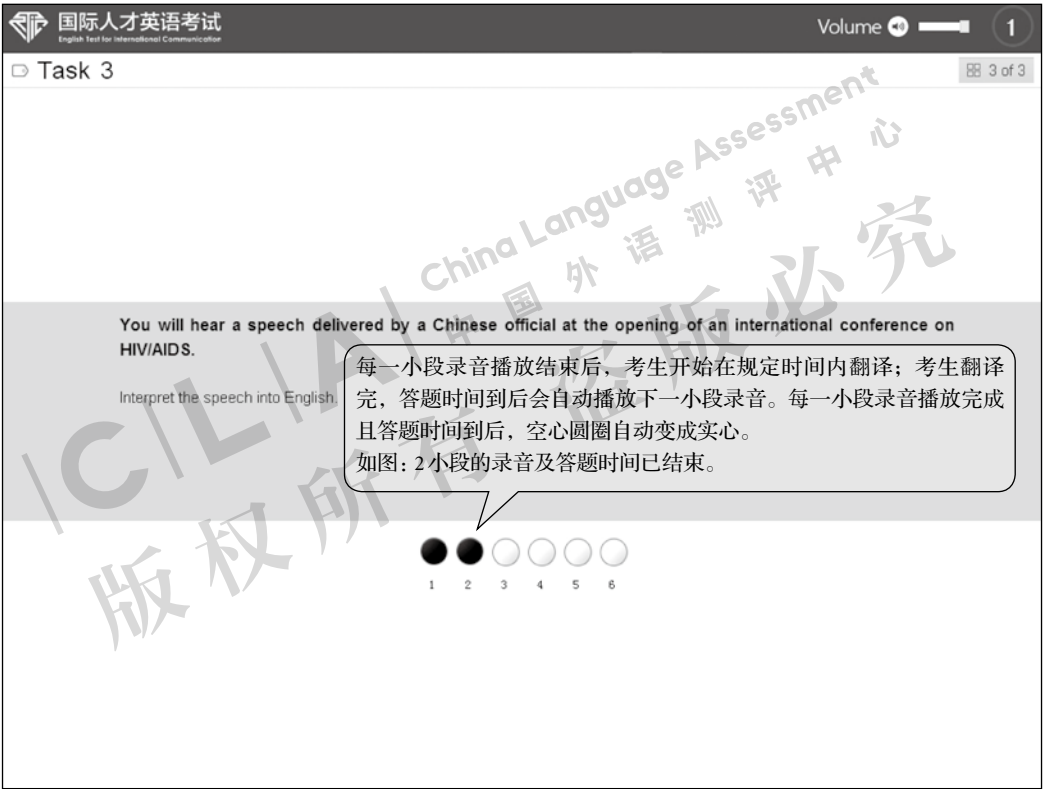 国际人才英语考试
English Test for International Communication
Volume
1
Task 3
3 of 3
You will hear a speech delivered by a Chinese official at the opening of an international conference on
HIV/AIDS.
Interpret the speech into English.
每一小段录音播放结束后，考生开始在规定时间内翻译；考生翻译
完，答题时间到后会自动播放下一小段录音。每一小段录音播放完成
且答题时间到后，空心圆圈自动变成实心。
如图：2小段的录音及答题时间已结束。
1 2 3 4 5 6
China Language Assessment
中国外语测评中心
CLA
版权所有 盗版必究